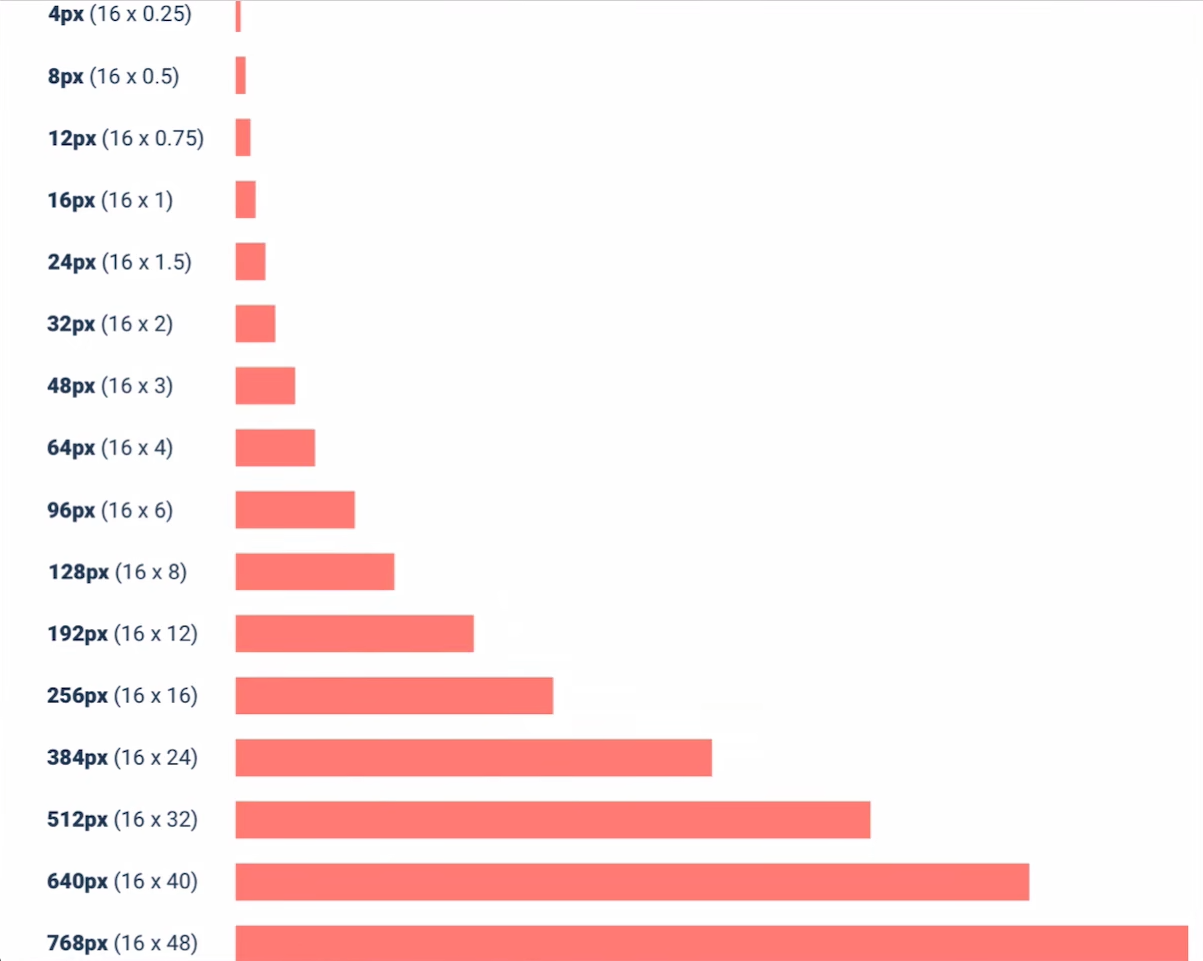 4px (16 x 0.25)
8px (16 x 0.5)
12px (16 x 0.75)
16px (16 x 1)
24px (16 x 1.5)
32px (16 x 2)
48px (16 x 3)
64px (16 x 4)
96px (16 x 6)
128px (16 x 8)
192px (16 x 12)
256px (16 x 16)
384px (16 x 24)
512px (16 x 32)
640px (16 x 40)
768px (16 x 48)